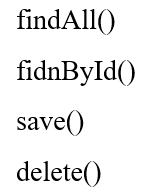 findAll()
fidnById()
save()
delete()